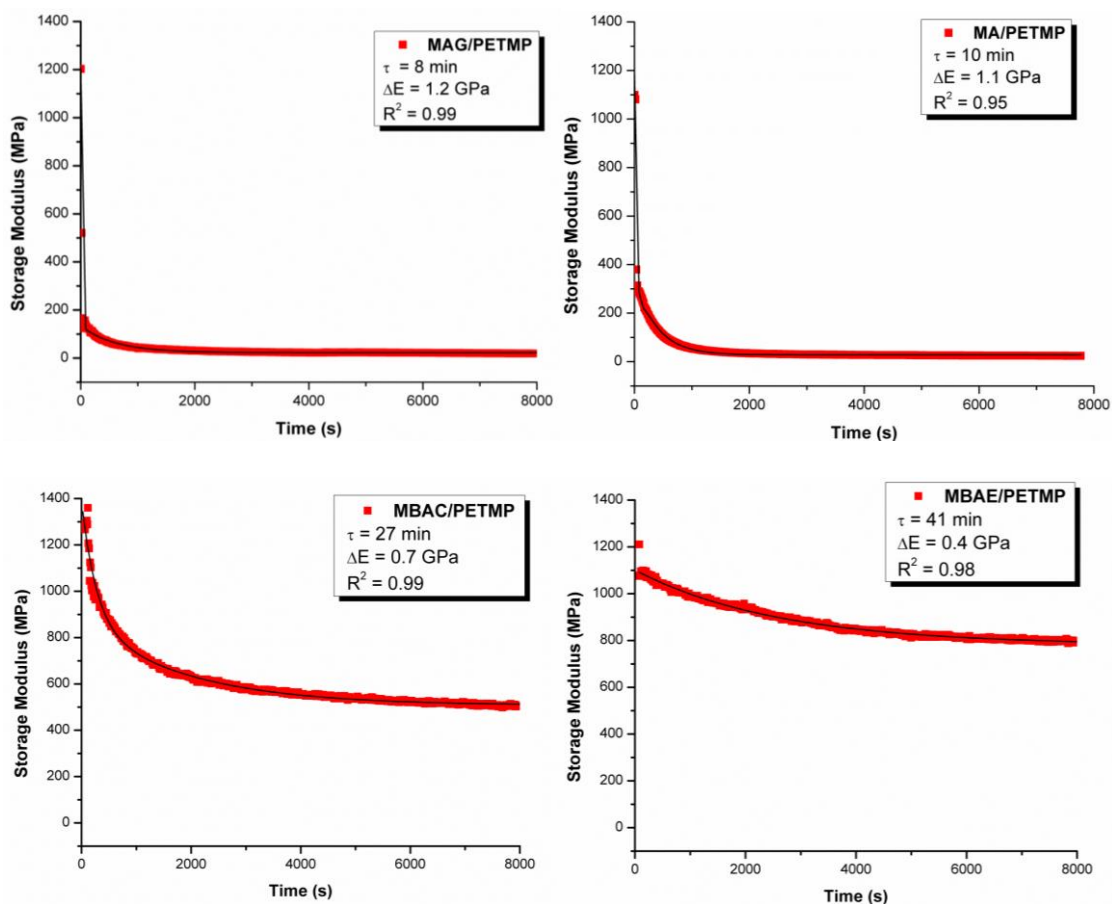 MAG/PETMP
τ = 8 min
ΔE = 1.2 GPa
R² = 0.99
Storage Modulus (MPa)
1400
1200
1000
800
600
400
200
0
0 2000 4000 6000 8000
Time (s)
MA/PETMP
τ = 10 min
ΔE = 1.1 GPa
R² = 0.95
Storage Modulus (MPa)
1400
1200
1000
800
600
400
200
0
0 2000 4000 6000 8000
Time (s)
MBAC/PETMP
τ = 27 min
ΔE = 0.7 GPa
R² = 0.99
Storage Modulus (MPa)
1400
1200
1000
800
600
400
200
0
0 2000 4000 6000 8000
Time (s)
MBAE/PETMP
τ = 41 min
ΔE = 0.4 GPa
R² = 0.98
Storage Modulus (MPa)
1400
1200
1000
800
600
400
200
0
0 2000 4000 6000 8000
Time (s)